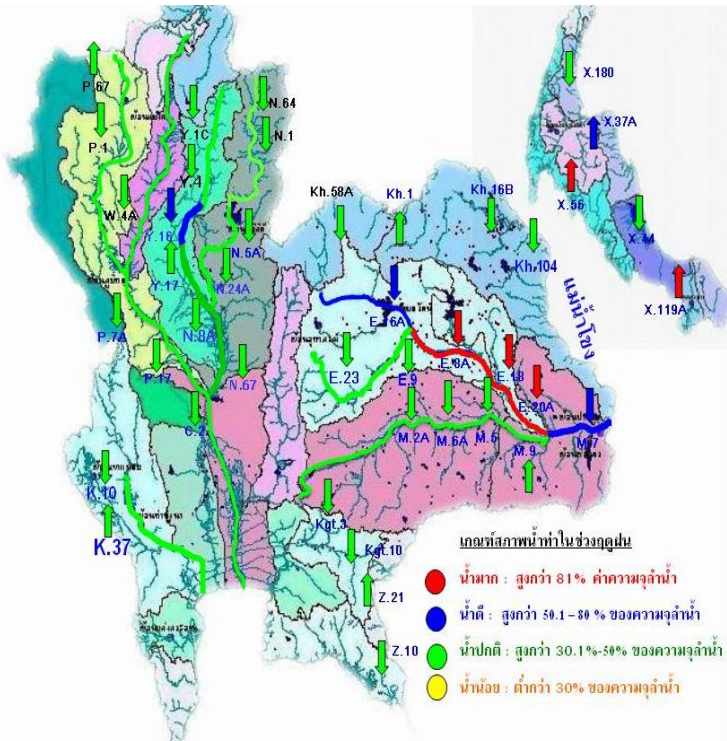 P.67
P.1
W.4A
P.7A
P.17
Y.1C
Y.4
Y.16
Y.17
N.64
N.1
N.5A
N.24A
N.8A
N.67
C.2
K.10
K.37
Kh.58A
Kh.1
Kh.16B
Kh.104
แม่น้ำโขง
E.16A
E.23
E.9
E.8A
E.18
E.20A
M.2A
M.6A
M.5
M.9
M.7
Kgt.3
Kgt.10
Z.21
Z.10
X.180
X.37A
X.56
X.44
X.119A
เกณฑ์สภาพน้ำท่าในช่วงฤดูฝน
น้ำมาก : สูงกว่า 81% ค่าความจุลำน้ำ
น้ำดี : สูงกว่า 50.1 - 80 % ของความจุลำน้ำ
น้ำปกติ : สูงกว่า 30.1%-50% ของความจุลำน้ำ
น้ำน้อย : ต่ำกว่า 30% ของความจุลำน้ำ